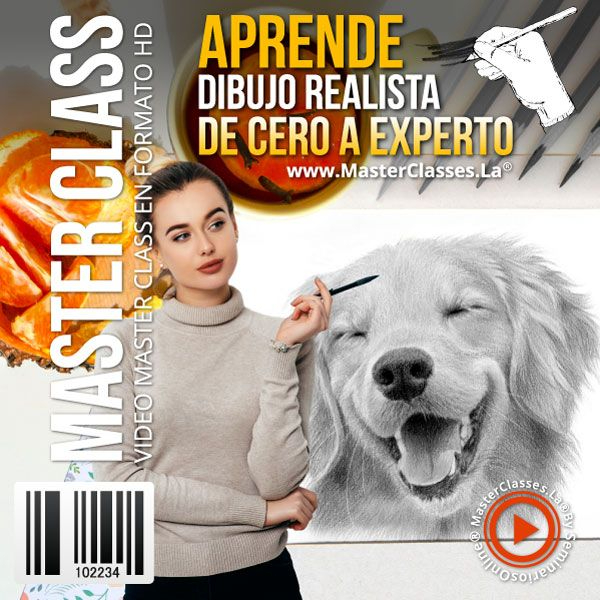 APRENDE
DIBUJO REALISTA
DE CERO A EXPERTO
www.MasterClasses.La®
MASTER CLASS
VIDEO MASTER CLASS EN FORMATO HD
102234
MasterClasses.La®By SeminariosOnline®